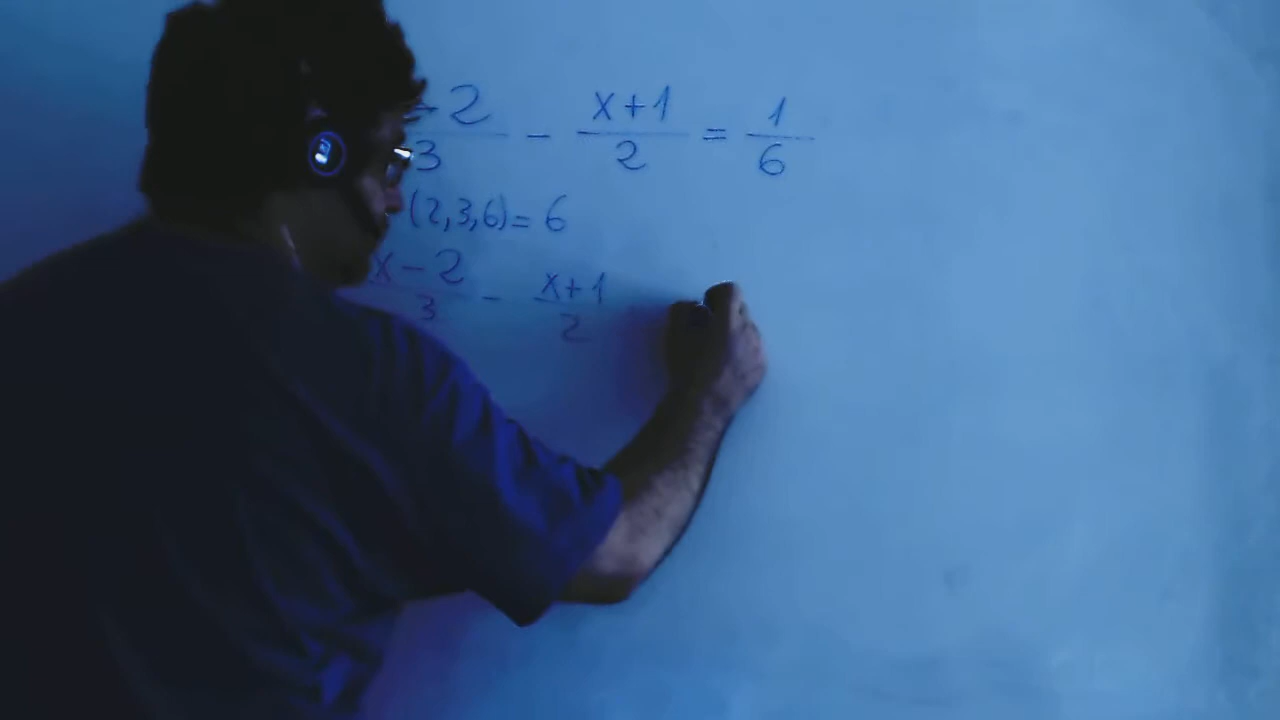 - 2 / 3 - x+1 / 2 = 1 / 6
(2,3,6)= 6
x-2 / 3 - x+1 / 2